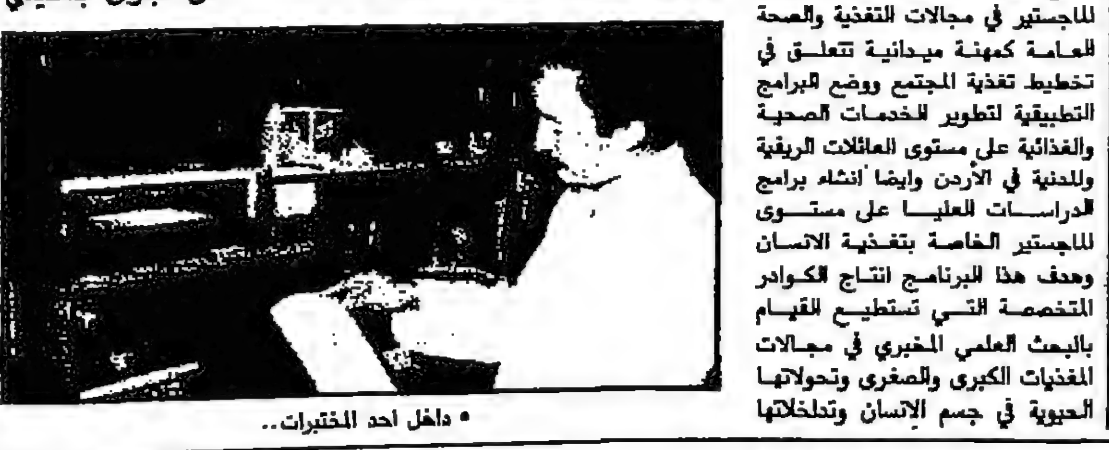 للماجستير في مجالات التغذية والصحة
العامة كمهنة ميدانية تتعلق في
تخطيط تغذية المجتمع ووضع البرامج
التطبيقية لتطوير الخدمات الصحية
والغذائية على مستوى العائلات الريفية
والمدنية في الأردن وايضا انشاء برامج
الدراسات العليا على مستوى
الماجستير الخاصة بتغذية الانسان
وهدف هذا البرنامج انتاج الكوادر
المتخصصة التي تستطيع القيام
بالبحث العلمي المخبري في مجالات
المغذيات الكبرى والصغرى وتحولاتها
الحيوية في جسم الإنسان وتداخلاتها
• داخل احد المختبرات..